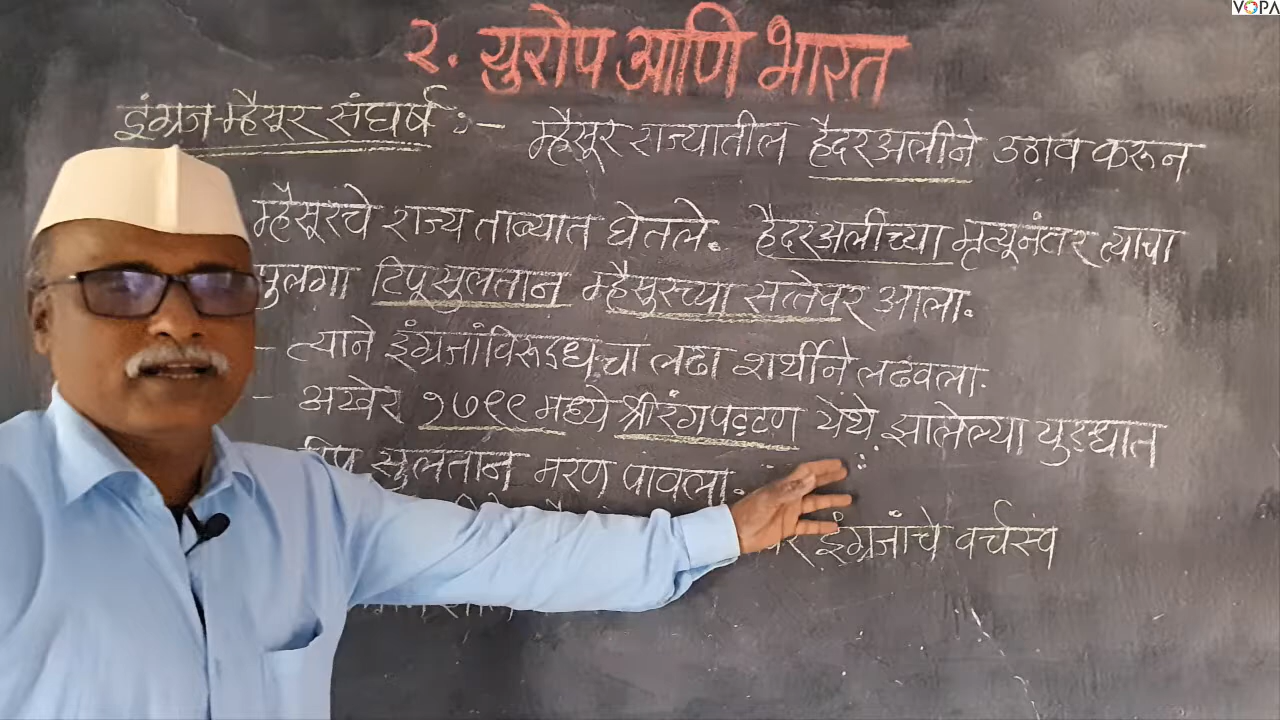 VOPA
२. युरोप आणि भारत
इंग्रज-म्हैसूर संघर्ष :- म्हैसूर राज्यातील हैदरअलीने उठाव करून
म्हैसूरचे राज्य ताब्यात घेतले. हैदरअलीच्या मृत्यूनंतर त्याचा
मुलगा टिपू सुलतान म्हैसुरच्या सत्तेवर आला.
- त्याने इंग्रजांविरूद्धचा लढा शर्थीने लढवला.
- अखेर १७९९ मध्ये श्रीरंगपट्टण येथे झालेल्या युद्धात
सुलतान मरण पावला.
इंग्रजांचे वर्चस्व